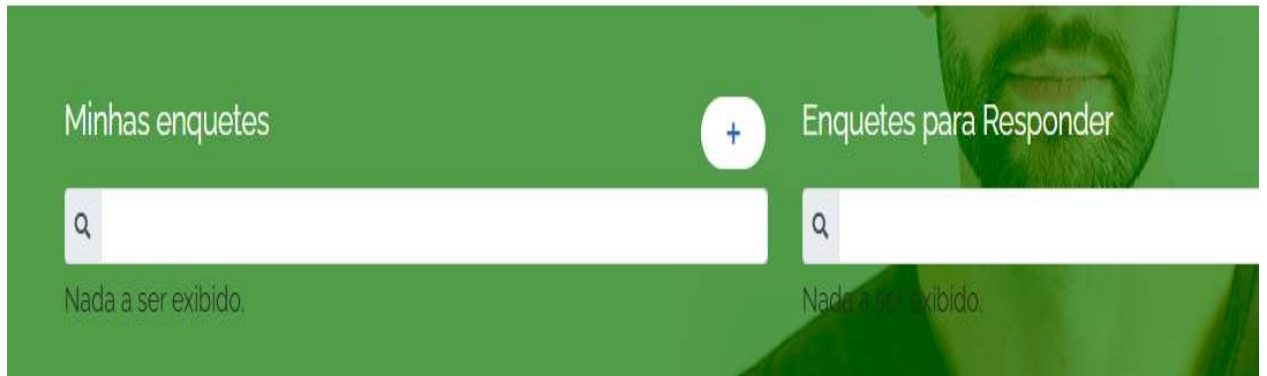 Minhas enquetes
+
Enquetes para Responder
Nada a ser exibido.
Nada a ser exibido.